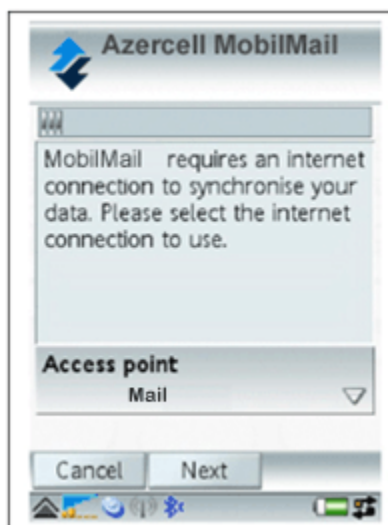 Azercell MobilMail
MobilMail requires an internet
connection to synchronise your
data. Please select the internet
connection to use.
Access point
Mail
Cancel
Next